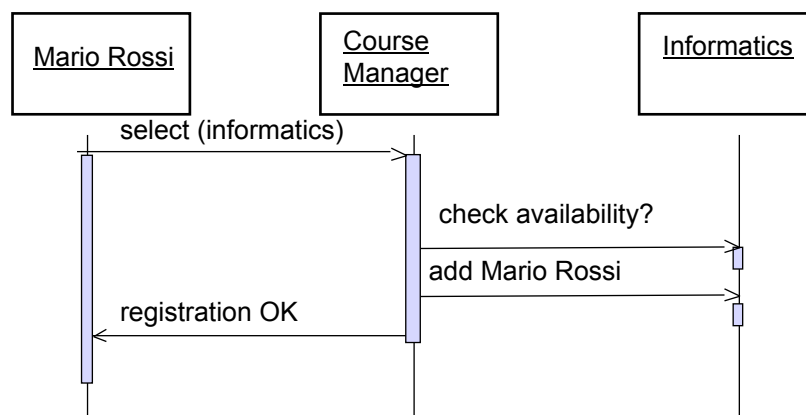 Mario Rossi
Course
Manager
Informatics
select (informatics)
check availability?
add Mario Rossi
registration OK